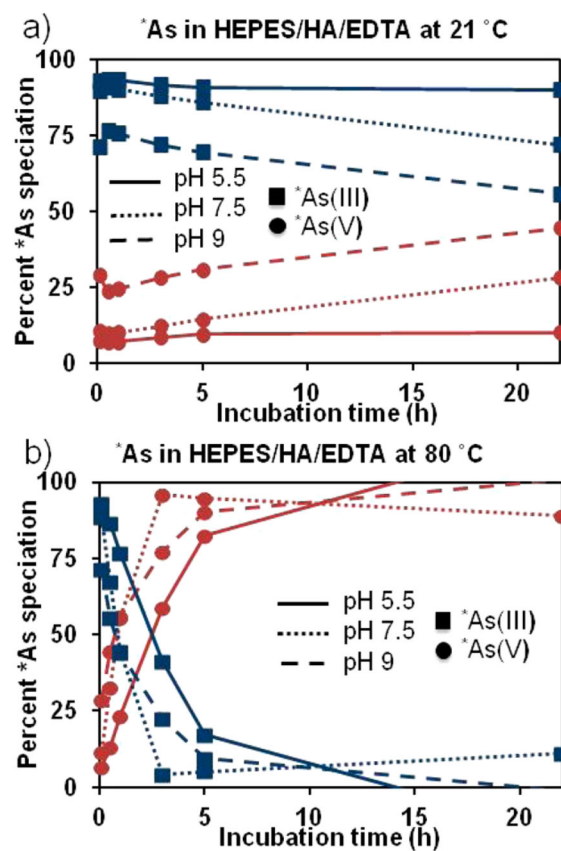 a)
*As in HEPES/HA/EDTA at 21 °C
Percent *As speciation
100
75
50
25
0
pH 5.5
pH 7.5
pH 9
*As(III)
*As(V)
0 5 10 15 20
Incubation time (h)
b)
*As in HEPES/HA/EDTA at 80 °C
Percent *As speciation
100
75
50
25
0
pH 5.5
pH 7.5
pH 9
*As(III)
*As(V)
0 5 10 15 20
Incubation time (h)